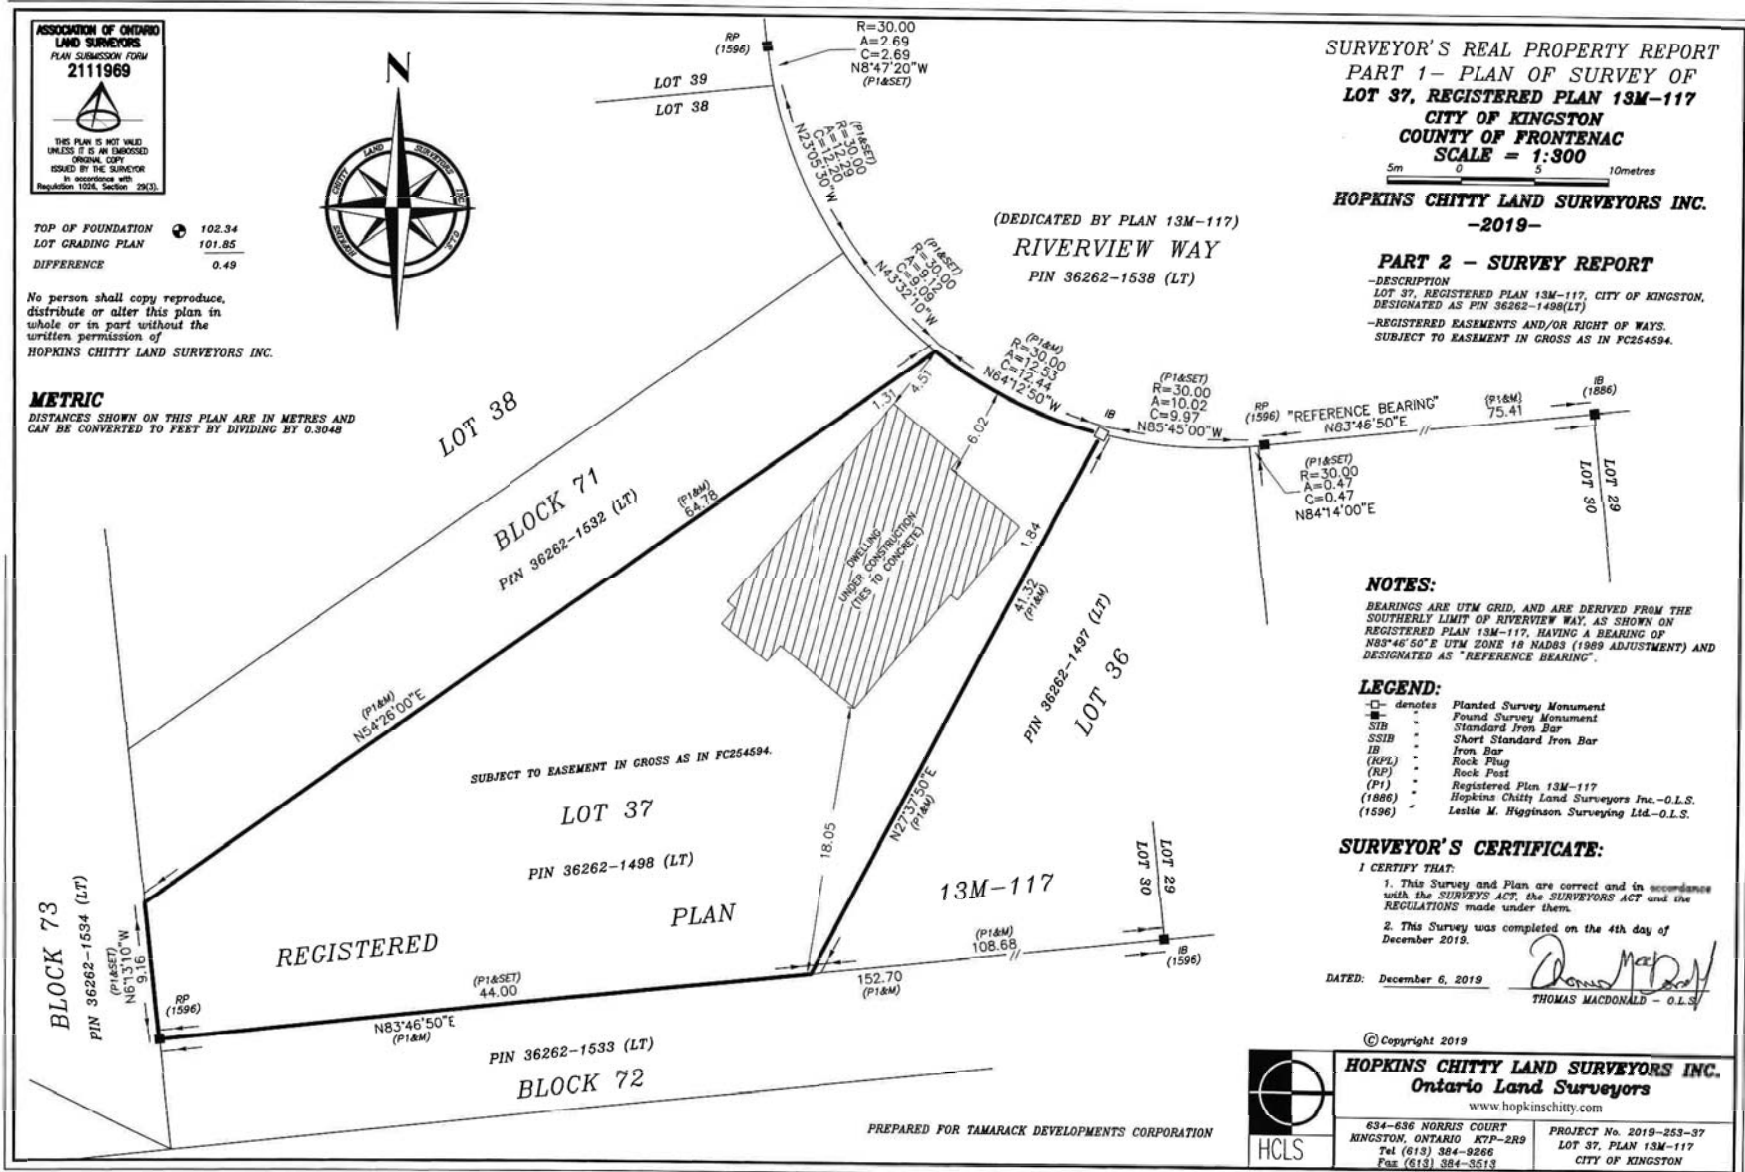 ASSOCIATION OF ONTARIO
LAND SURVEYORS
PLAN SUBMISSION FORM
2111969
THIS PLAN IS NOT VALID
UNLESS IT IS AN EMBOSSED
ORIGINAL COPY
ISSUED BY THE SURVEYOR
In accordance with
Regulation 1026, Section 29(3).
TOP OF FOUNDATION 102.34
LOT GRADING PLAN 101.85
DIFFERENCE 0.49
No person shall copy reproduce,
distribute or alter this plan in
whole or in part without the
written permission of
HOPKINS CHITTY LAND SURVEYORS INC.
METRIC
DISTANCES SHOWN ON THIS PLAN ARE IN METRES AND
CAN BE CONVERTED TO FEET BY DIVIDING BY 0.3048
N
HOPKINS CHITTY LAND SURVEYORS INC. O.L.S.
RP
(1596)
R=30.00
A=2.69
C=2.69
N8°47'20"W
(P1&SET)
LOT 39
LOT 38
(P1&SET)
R=30.00
A=12.29
C=12.20
N23°05'30"W
(P1&SET)
R=30.00
A=9.12
C=9.09
N43°32'10"W
(DEDICATED BY PLAN 13M-117)
RIVERVIEW WAY
PIN 36262-1538 (LT)
(P1&M)
R=30.00
A=12.53
C=12.44
N64°12'50"W
IB
(P1&SET)
R=30.00
A=10.02
C=9.97
N85°45'00"W
RP
(1596)
"REFERENCE BEARING"
N83°46'50"E
(P1&M)
75.41
IB
(1886)
(P1&SET)
R=30.00
A=0.47
C=0.47
N84°14'00"E
LOT 29
LOT 30
LOT 38
BLOCK 71
PIN 36262-1532 (LT)
(P1&M)
64.78
(P1&M)
N54°26'00"E
1.31
4.51
6.02
1.84
DWELLING
UNDER CONSTRUCTION
(TIES TO CONCRETE)
41.32
(P1&M)
PIN 36262-1497 (LT)
LOT 36
N27°37'50"E
(P1&M)
18.05
SUBJECT TO EASEMENT IN GROSS AS IN FC254594.
LOT 37
PIN 36262-1498 (LT)
REGISTERED
PLAN
13M-117
LOT 29
LOT 30
(P1&M)
108.68
IB
(1596)
152.70
(P1&M)
(P1&SET)
44.00
N83°46'50"E
(P1&M)
RP
(1596)
BLOCK 73
PIN 36262-1534 (LT)
(P1&SET)
N6°13'10"W
9.16
PIN 36262-1533 (LT)
BLOCK 72
PREPARED FOR TAMARACK DEVELOPMENTS CORPORATION
SURVEYOR'S REAL PROPERTY REPORT
PART 1- PLAN OF SURVEY OF
LOT 37, REGISTERED PLAN 13M-117
CITY OF KINGSTON
COUNTY OF FRONTENAC
SCALE = 1:300
5m 0 5 10metres
HOPKINS CHITTY LAND SURVEYORS INC.
-2019-
PART 2 - SURVEY REPORT
-DESCRIPTION
LOT 37, REGISTERED PLAN 13M-117, CITY OF KINGSTON,
DESIGNATED AS PIN 36262-1498(LT)
-REGISTERED EASEMENTS AND/OR RIGHT OF WAYS.
SUBJECT TO EASEMENT IN GROSS AS IN FC254594.
NOTES:
BEARINGS ARE UTM GRID, AND ARE DERIVED FROM THE
SOUTHERLY LIMIT OF RIVERVIEW WAY, AS SHOWN ON
REGISTERED PLAN 13M-117, HAVING A BEARING OF
N83°46'50"E UTM ZONE 18 NAD83 (1989 ADJUSTMENT) AND
DESIGNATED AS "REFERENCE BEARING".
LEGEND:
denotes Planted Survey Monument
" Found Survey Monument
SIB " Standard Iron Bar
SSIB " Short Standard Iron Bar
IB " Iron Bar
(RPL) " Rock Plug
(RP) " Rock Post
(P1) " Registered Plan 13M-117
(1886) " Hopkins Chitty Land Surveyors Inc.-O.L.S.
(1596) " Leslie M. Higginson Surveying Ltd.-O.L.S.
SURVEYOR'S CERTIFICATE:
I CERTIFY THAT:
1. This Survey and Plan are correct and in accordance
with the SURVEYS ACT, the SURVEYORS ACT and the
REGULATIONS made under them.
2. This Survey was completed on the 4th day of
December 2019.
DATED: December 6, 2019
THOMAS MACDONALD - O.L.S.
© Copyright 2019
HCLS
HOPKINS CHITTY LAND SURVEYORS INC.
Ontario Land Surveyors
www.hopkinschitty.com
634-636 NORRIS COURT
KINGSTON, ONTARIO K7P-2R9
Tel (613) 384-9266
Fax (613) 384-3513
PROJECT No. 2019-253-37
LOT 37, PLAN 13M-117
CITY OF KINGSTON